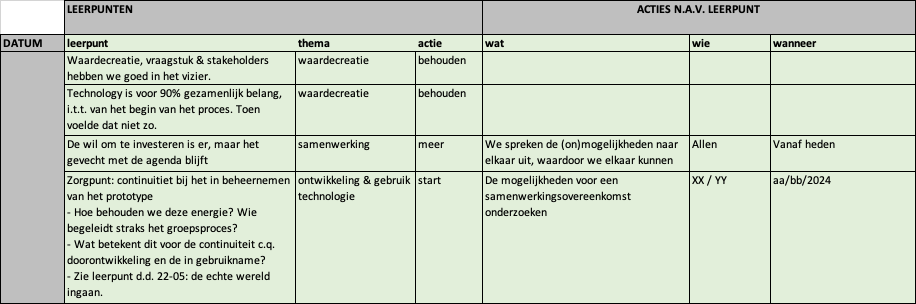 LEERPUNTEN
ACTIES N.A.V. LEERPUNT
DATUM
leerpunt
thema
actie
wat
wie
wanneer
Waardecreatie, vraagstuk & stakeholders
hebben we goed in het vizier.
waardecreatie
behouden
Technology is voor 90% gezamenlijk belang,
i.t.t. van het begin van het proces. Toen
voelde dat niet zo.
waardecreatie
behouden
De wil om te investeren is er, maar het
gevecht met de agenda blijft
samenwerking
meer
We spreken de (on)mogelijkheden naar
elkaar uit, waardoor we elkaar kunnen
Allen
Vanaf heden
Zorgpunt: continuitiet bij het in beheernemen
van het prototype
- Hoe behouden we deze energie? Wie
begeleidt straks het groepsproces?
- Wat betekent dit voor de continuiteit c.q.
doorontwikkeling en de in gebruikname?
- Zie leerpunt d.d. 22-05: de echte wereld
ingaan.
ontwikkeling & gebruik
technologie
start
De mogelijkheden voor een
samenwerkingsovereenkomst
onderzoeken
XX / YY
aa/bb/2024